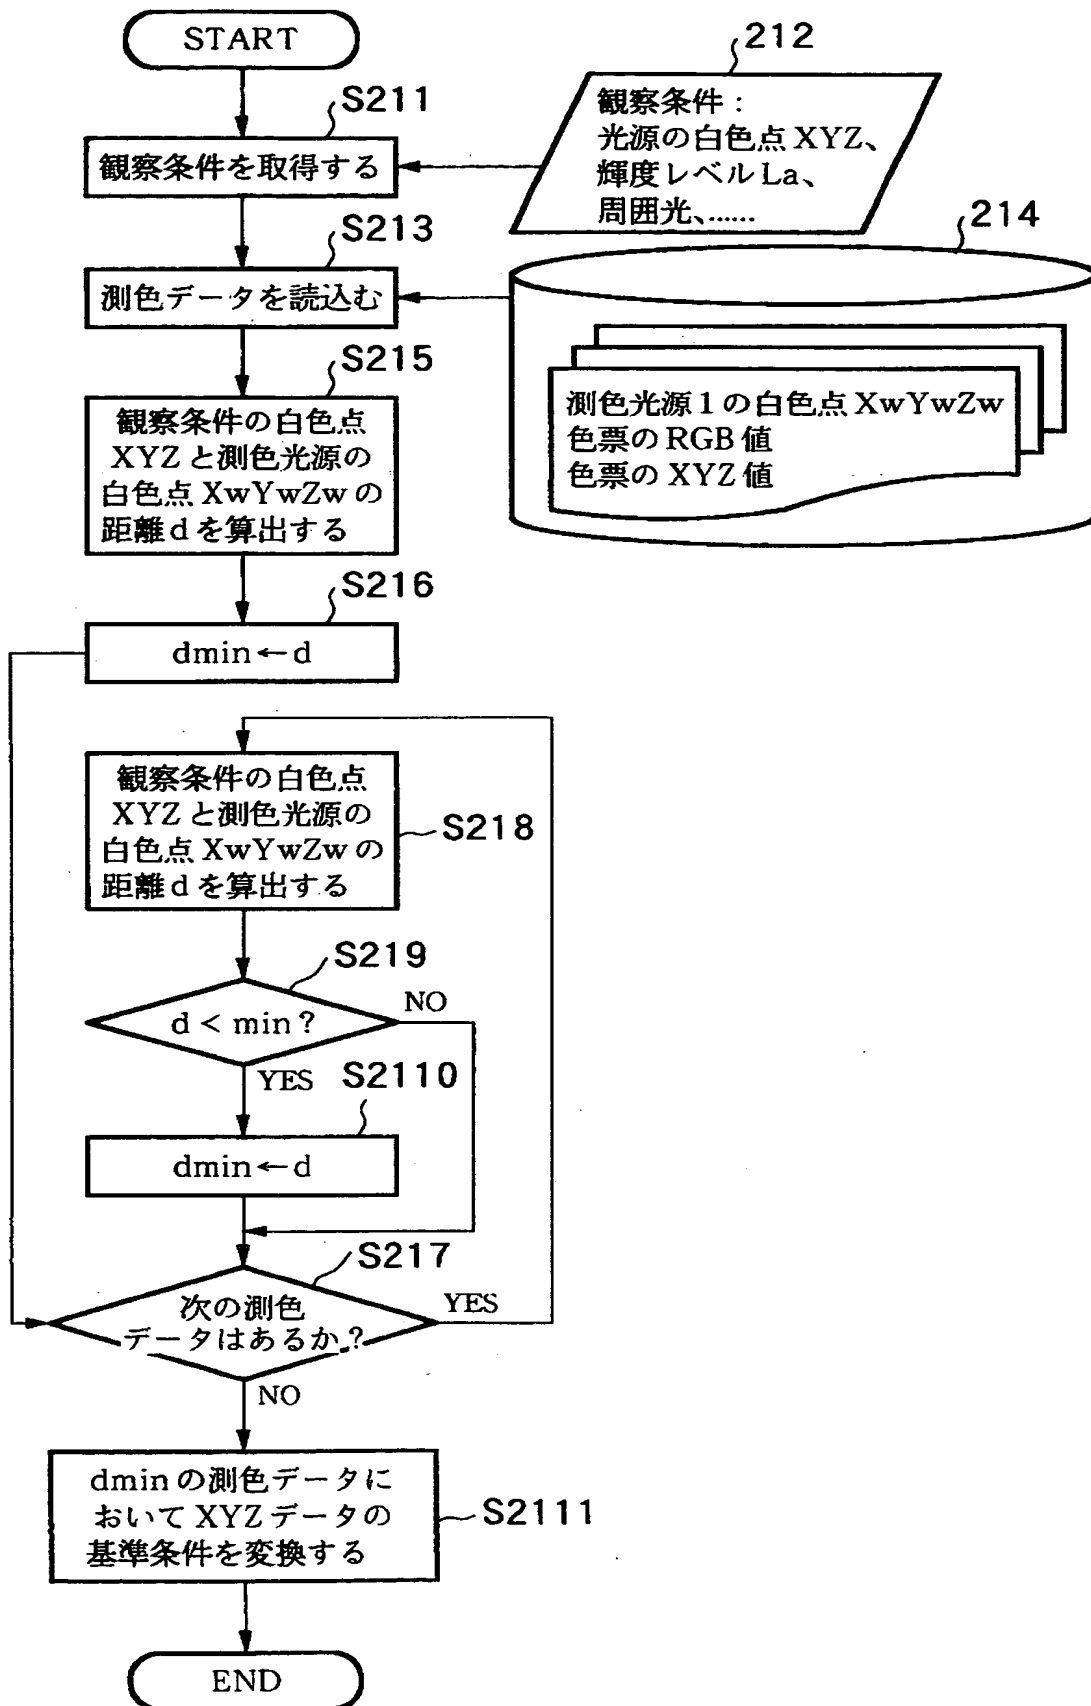 START
212
S211
観察条件を取得する
観察条件：
光源の白色点 XYZ、
輝度レベル La、
周囲光、......
S213
214
測色データを読込む
S215
測色光源１の白色点 XwYwZw
色票の RGB 値
色票の XYZ 値
観察条件の白色点
XYZ と測色光源の
白色点 XwYwZw の
距離 d を算出する
S216
dmin←d
観察条件の白色点
XYZ と測色光源の
白色点 XwYwZw の
距離 d を算出する
S218
S219
d < min ?
NO
YES
S2110
dmin←d
S217
次の測色
データはあるか?
YES
NO
dmin の測色データに
おいて XYZ データの
基準条件を変換する
S2111
END